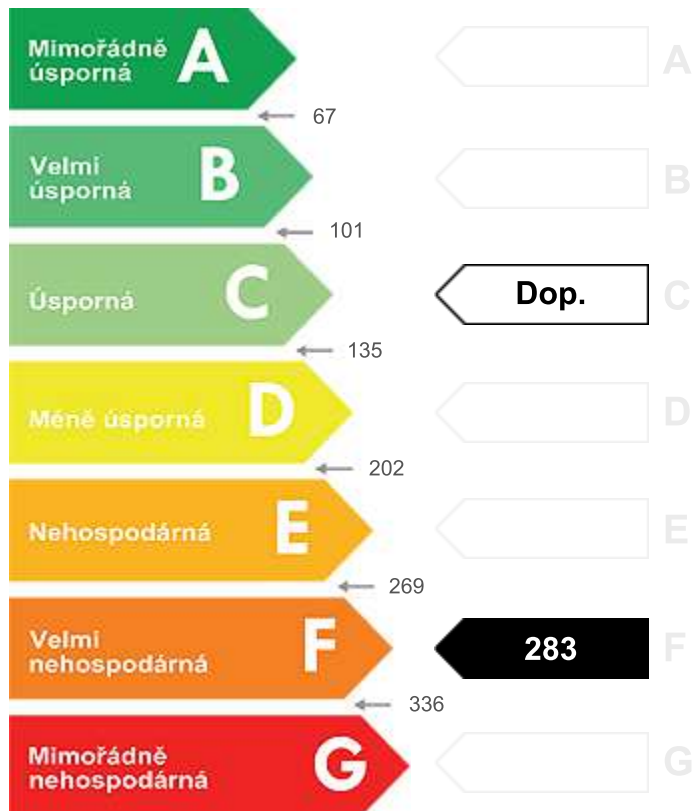 Mimořádně
úsporná A
A
67
Velmi
úsporná B
B
101
Úsporná C
Dop.
C
135
Méně úsporná D
D
202
Nehospodárná E
E
269
Velmi
nehospodárná F
283
F
336
Mimořádně
nehospodárná G
G